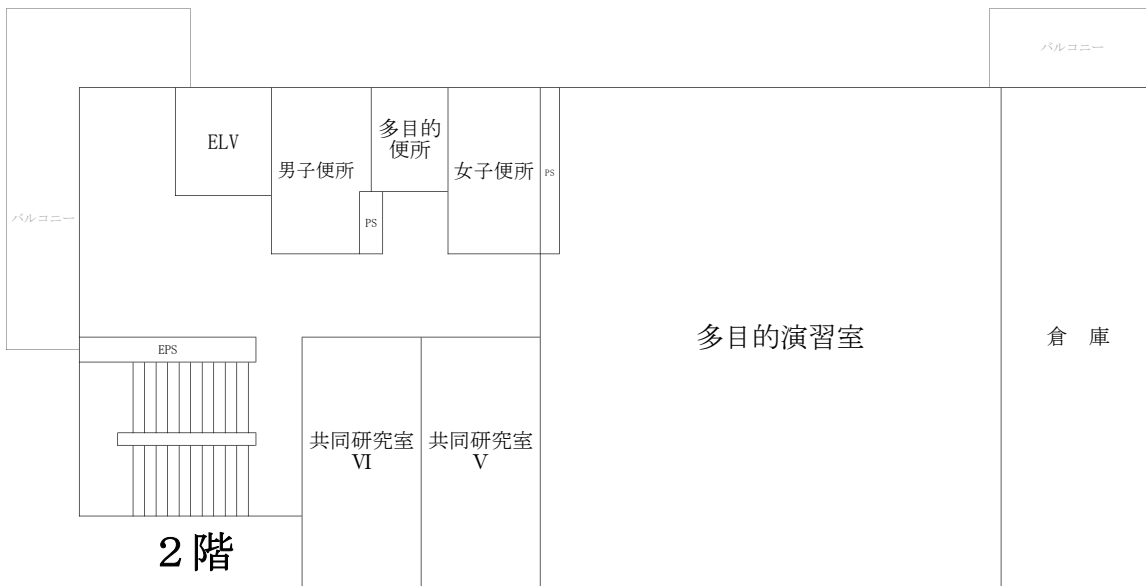 バルコニー
ELV
男子便所
多目的
便所
女子便所
PS
PS
バルコニー
バルコニー
EPS
多目的演習室
倉　庫
共同研究室
Ⅵ
共同研究室
Ⅴ
２階